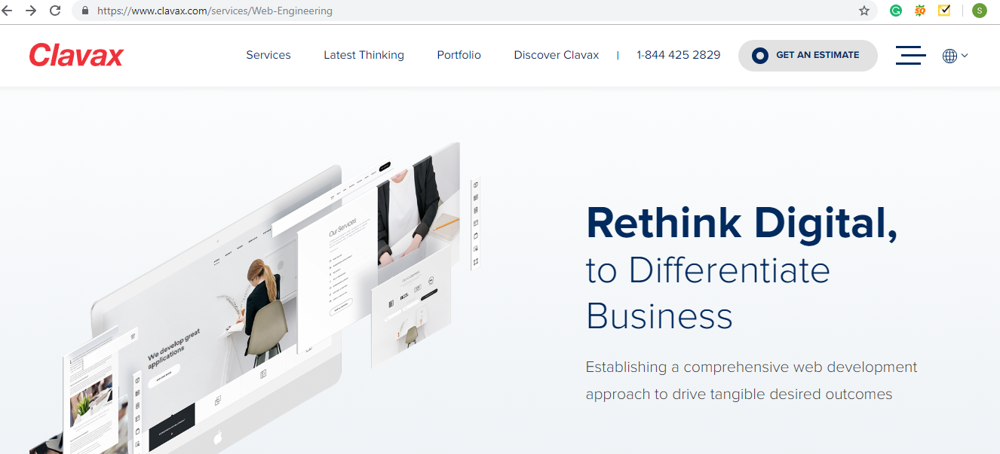 https://www.clavax.com/services/Web-Engineering
S
Clavax
Services
Latest Thinking
Portfolio
Discover Clavax
|
1-844 425 2829
GET AN ESTIMATE
Rethink Digital,
to Differentiate
Business
Establishing a comprehensive web development
approach to drive tangible desired outcomes
Our Services
Our Customers
We develop great
applications